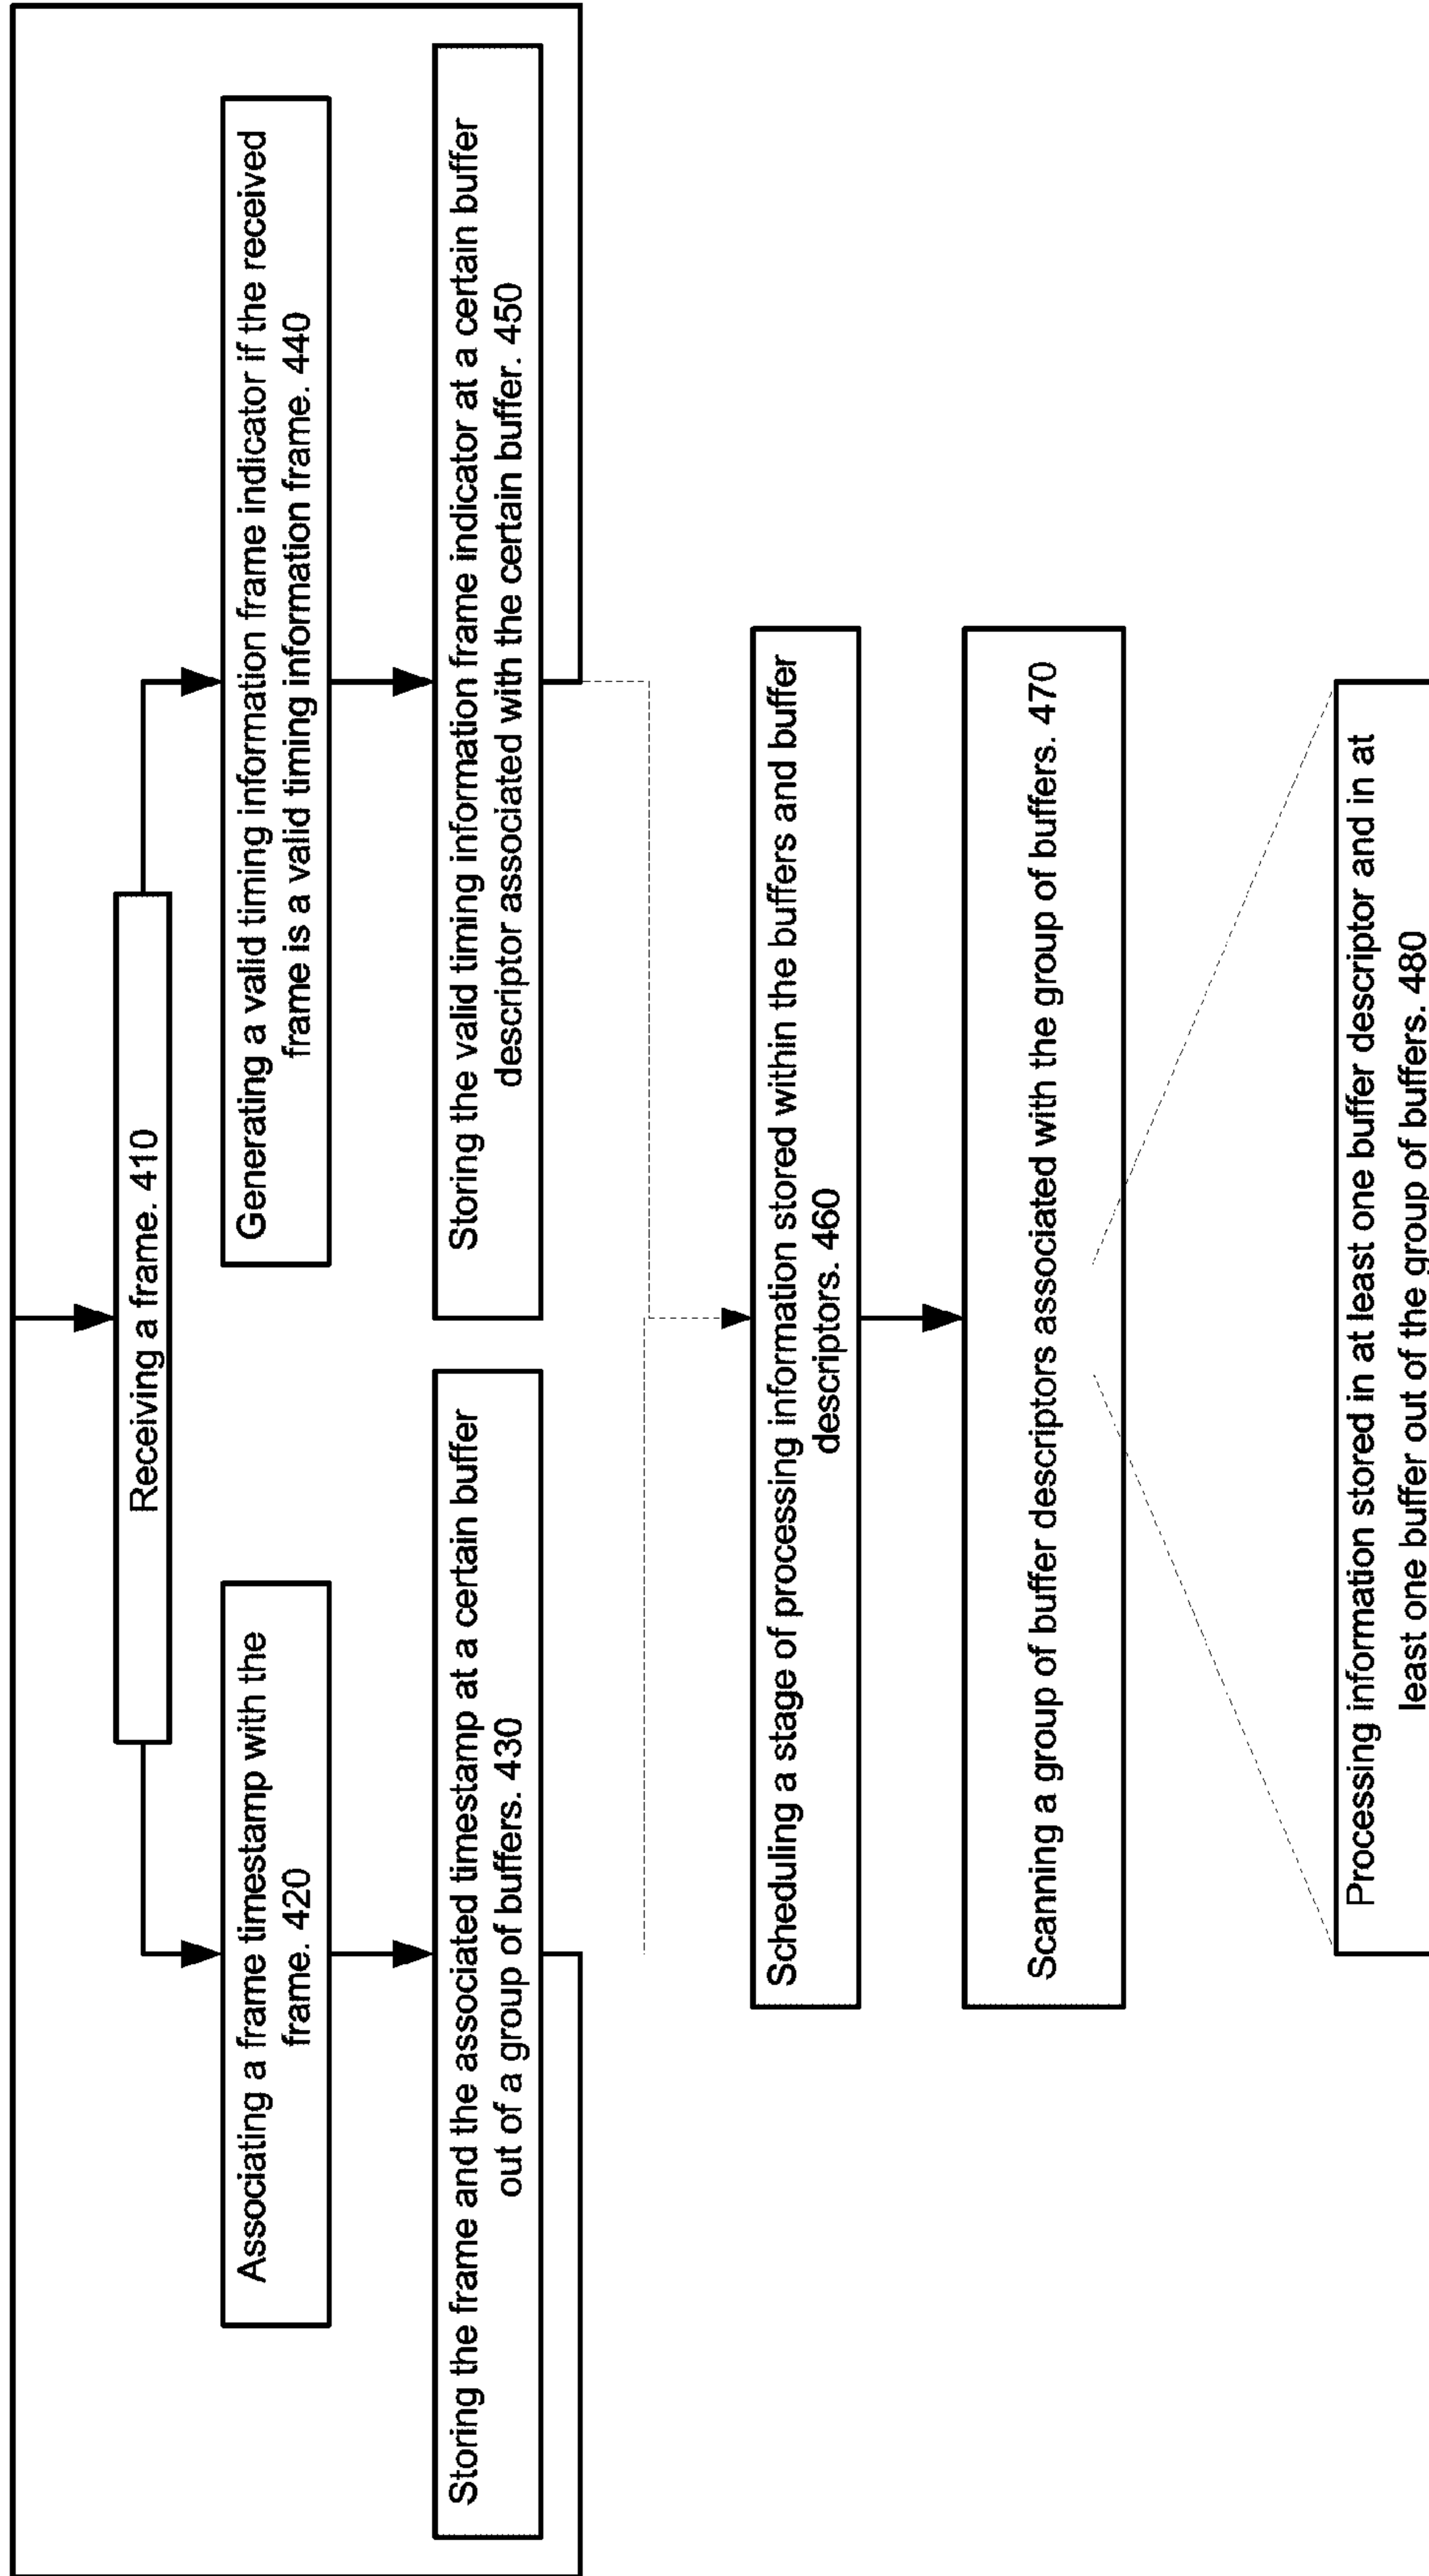 Receiving a frame. 410
Associating a frame timestamp with the
frame. 420
Generating a valid timing information frame indicator if the received
frame is a valid timing information frame. 440
Storing the frame and the associated timestamp at a certain buffer
out of a group of buffers. 430
Storing the valid timing information frame indicator at a certain buffer
descriptor associated with the certain buffer. 450
Scheduling a stage of processing information stored within the buffers and buffer
descriptors. 460
Scanning a group of buffer descriptors associated with the group of buffers. 470
Processing information stored in at least one buffer descriptor and in at
least one buffer out of the group of buffers. 480